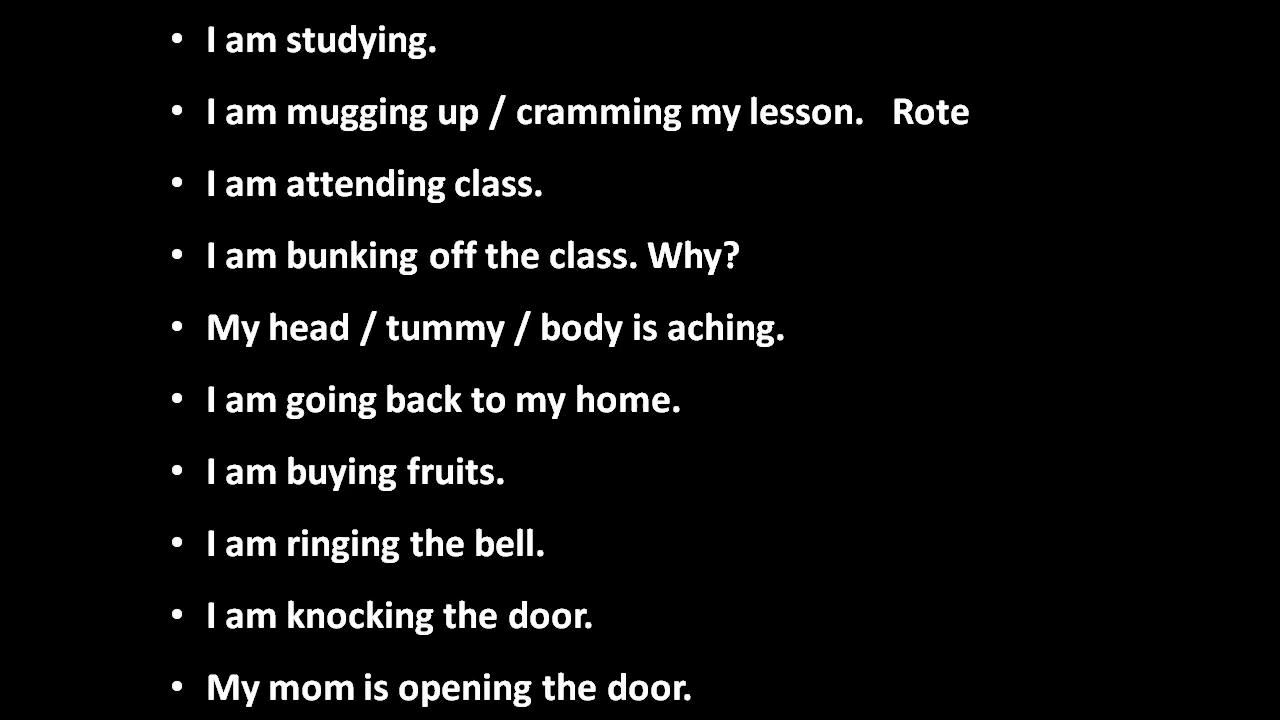 • I am studying.
• I am mugging up / cramming my lesson. Rote
• I am attending class.
• I am bunking off the class. Why?
• My head / tummy / body is aching.
• I am going back to my home.
• I am buying fruits.
• I am ringing the bell.
• I am knocking the door.
• My mom is opening the door.